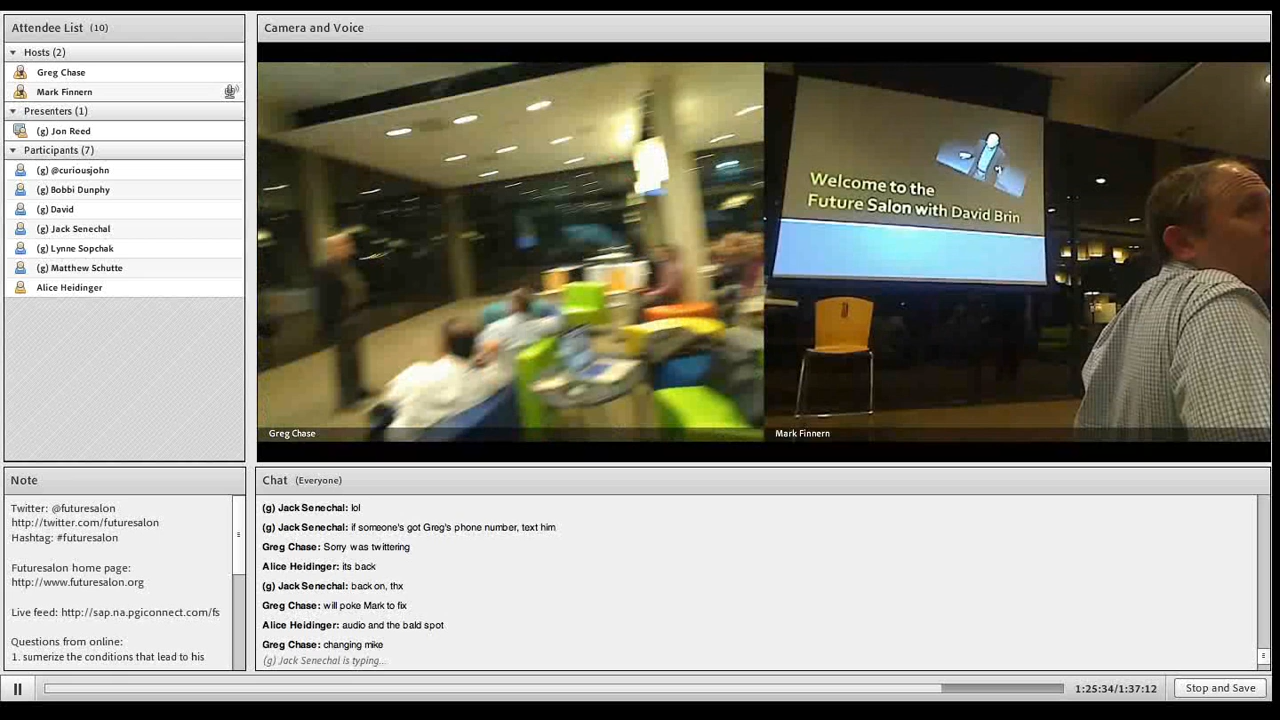 Attendee List (10)
Hosts (2)
Greg Chase
Mark Finnern
Presenters (1)
(g) Jon Reed
Participants (7)
(g) @curiousjohn
(g) Bobbi Dunphy
(g) David
(g) Jack Senechal
(g) Lynne Sopchak
(g) Matthew Schutte
Alice Heidinger
Camera and Voice
Welcome to the
Future Salon with David Brin
Greg Chase
Mark Finnern
Note
Twitter: @futuresalon
http://twitter.com/futuresalon
Hashtag: #futuresalon
Futuresalon home page:
http://www.futuresalon.org
Live feed: http://sap.na.pgiconnect.com/fs
Questions from online:
1. sumerize the conditions that lead to his
Chat (Everyone)
(g) Jack Senechal: lol
(g) Jack Senechal: if someone's got Greg's phone number, text him
Greg Chase: Sorry was twittering
Alice Heidinger: its back
(g) Jack Senechal: back on, thx
Greg Chase: will poke Mark to fix
Alice Heidinger: audio and the bald spot
Greg Chase: changing mike
(g) Jack Senechal is typing...
1:25:34/1:37:12
Stop and Save